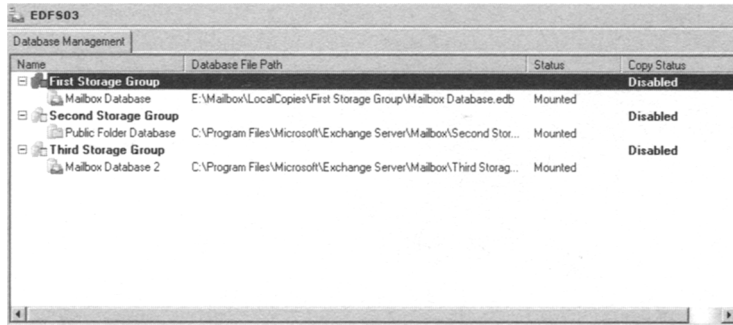 EDFS03
Database Management
Name Database File Path Status Copy Status
First Storage Group Disabled
Mailbox Database E:\Mailbox\LocalCopies\First Storage Group\Mailbox Database.edb Mounted
Second Storage Group Disabled
Public Folder Database C:\Program Files\Microsoft\Exchange Server\Mailbox\Second Stor... Mounted
Third Storage Group Disabled
Mailbox Database 2 C:\Program Files\Microsoft\Exchange Server\Mailbox\Third Storag... Mounted